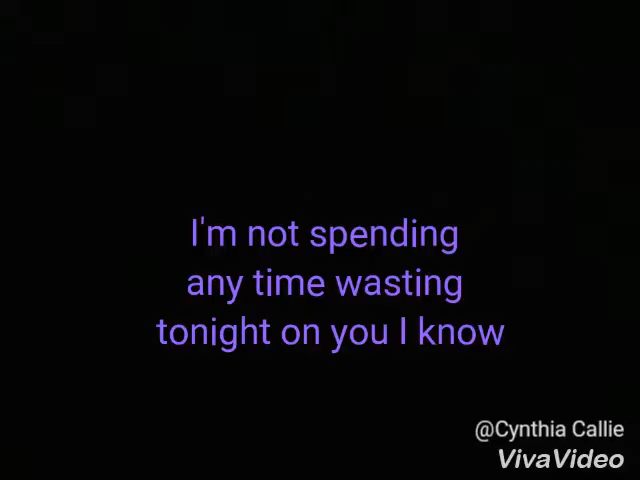 I'm not spending
any time wasting
tonight on you I know
@Cynthia Callie
VivaVideo